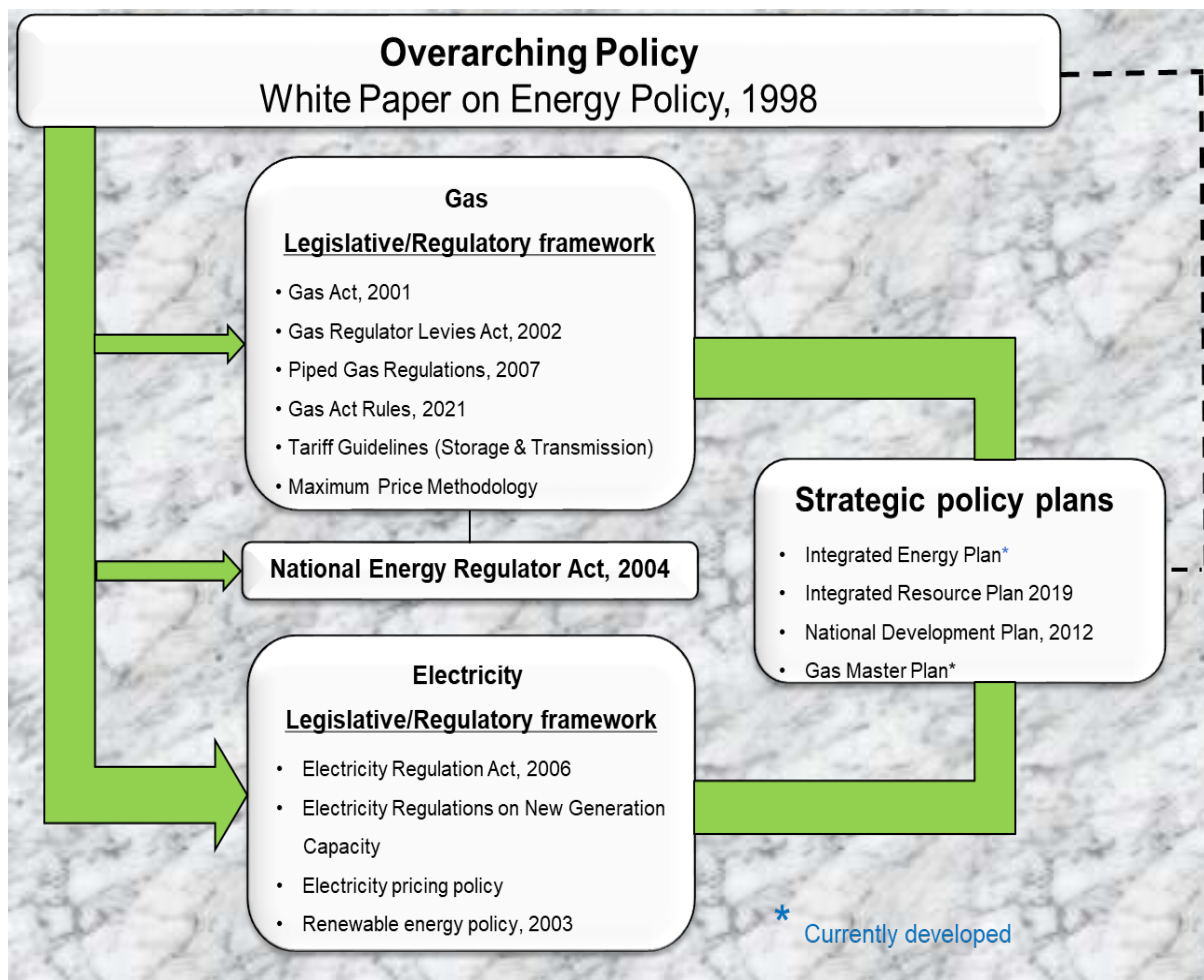 Overarching Policy
White Paper on Energy Policy, 1998
Gas
Legislative/Regulatory framework
• Gas Act, 2001
• Gas Regulator Levies Act, 2002
• Piped Gas Regulations, 2007
• Gas Act Rules, 2021
• Tariff Guidelines (Storage & Transmission)
• Maximum Price Methodology
National Energy Regulator Act, 2004
Electricity
Legislative/Regulatory framework
• Electricity Regulation Act, 2006
• Electricity Regulations on New Generation
Capacity
• Electricity pricing policy
• Renewable energy policy, 2003
Strategic policy plans
• Integrated Energy Plan*
• Integrated Resource Plan 2019
• National Development Plan, 2012
• Gas Master Plan*
* Currently developed